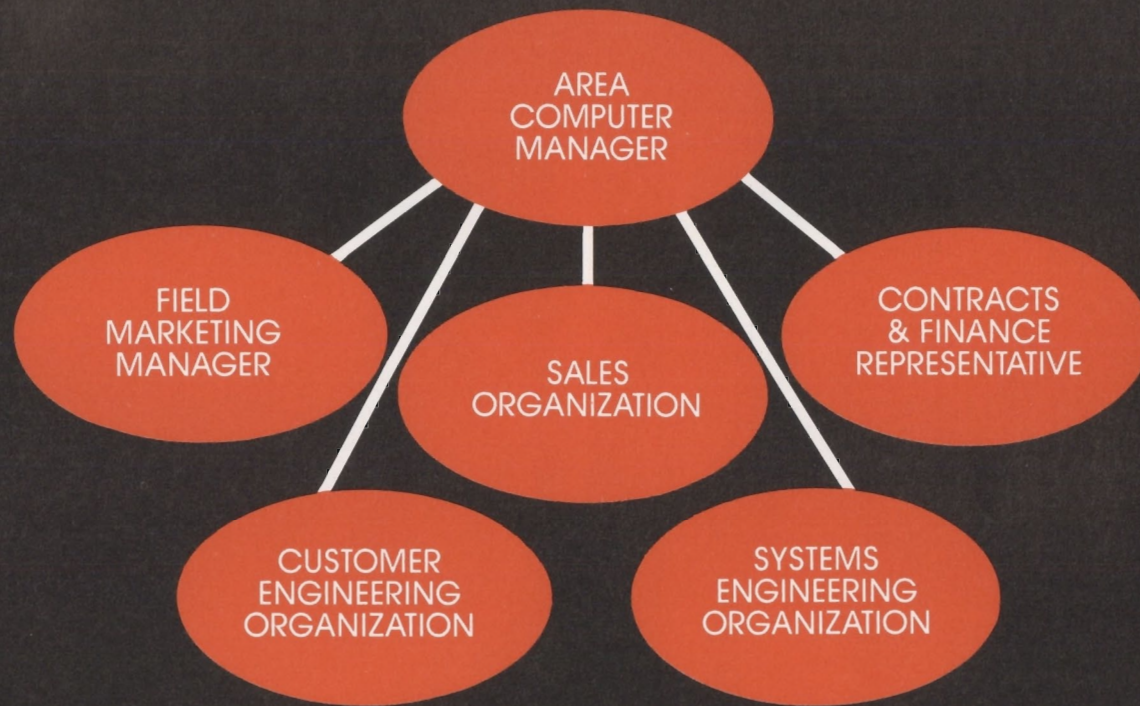 AREA
COMPUTER
MANAGER
FIELD
MARKETING
MANAGER
SALES
ORGANIZATION
CONTRACTS
& FINANCE
REPRESENTATIVE
CUSTOMER
ENGINEERING
ORGANIZATION
SYSTEMS
ENGINEERING
ORGANIZATION